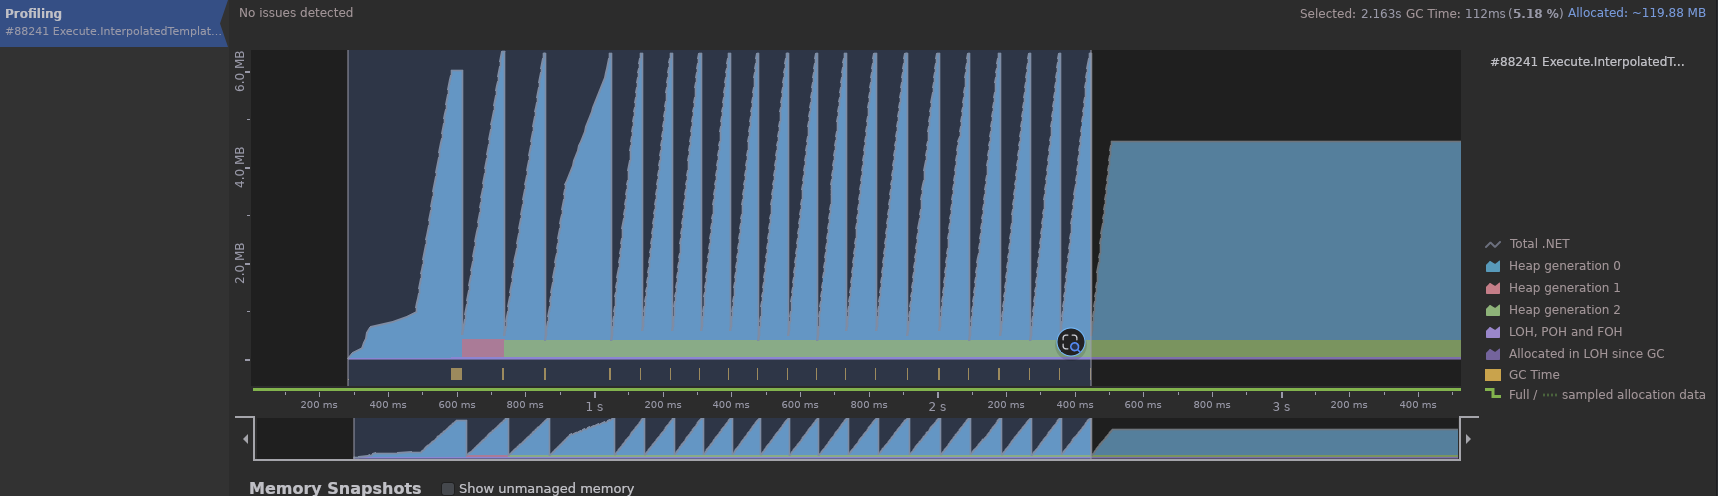 Profiling
#88241 Execute.InterpolatedTemplat...
No issues detected
Selected: 2.163s GC Time: 112ms (5.18 %) Allocated: ~119.88 MB
#88241 Execute.InterpolatedT...
6.0 MB
4.0 MB
2.0 MB
Total .NET
Heap generation 0
Heap generation 1
Heap generation 2
LOH, POH and FOH
Allocated in LOH since GC
GC Time
Full / sampled allocation data
200 ms 400 ms 600 ms 800 ms 1 s 200 ms 400 ms 600 ms 800 ms 2 s 200 ms 400 ms 600 ms 800 ms 3 s 200 ms 400 ms
Memory Snapshots
Show unmanaged memory